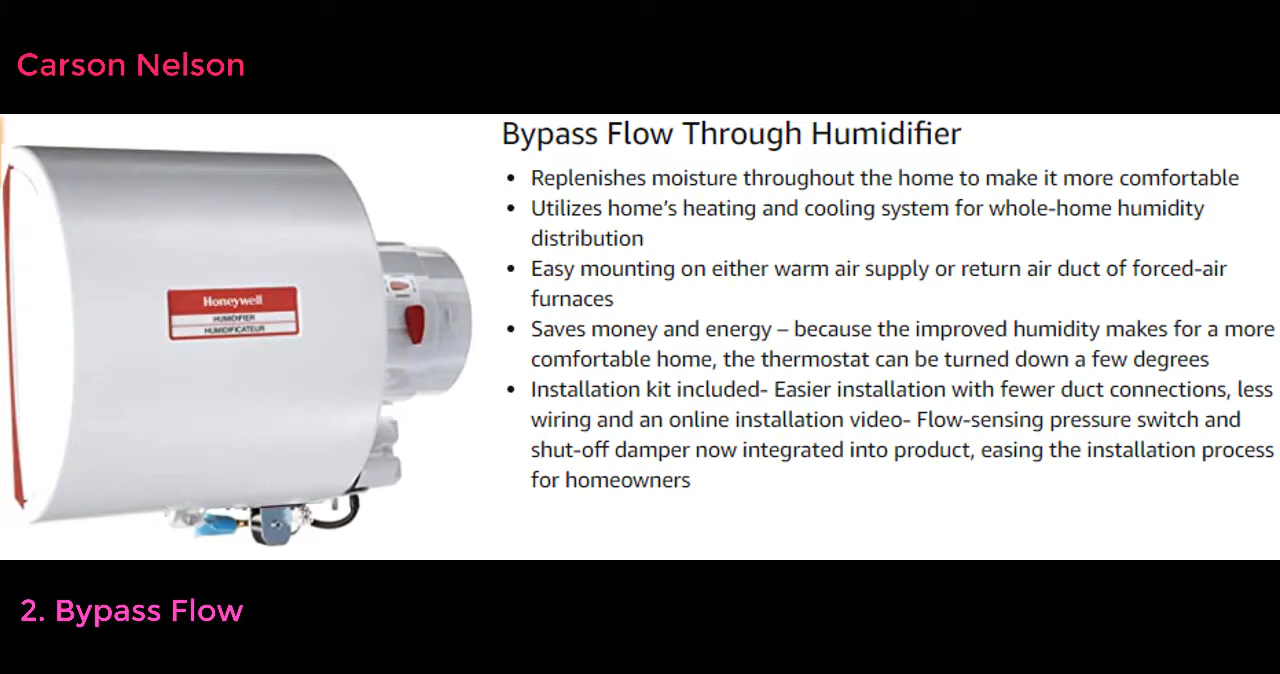 Carson Nelson
Bypass Flow Through Humidifier
• Replenishes moisture throughout the home to make it more comfortable
• Utilizes home’s heating and cooling system for whole-home humidity
distribution
• Easy mounting on either warm air supply or return air duct of forced-air
furnaces
• Saves money and energy – because the improved humidity makes for a more
comfortable home, the thermostat can be turned down a few degrees
• Installation kit included- Easier installation with fewer duct connections, less
wiring and an online installation video- Flow-sensing pressure switch and
shut-off damper now integrated into product, easing the installation process
for homeowners
Honeywell
HUMIDIFIER
HUMIDIFICATEUR
2. Bypass Flow